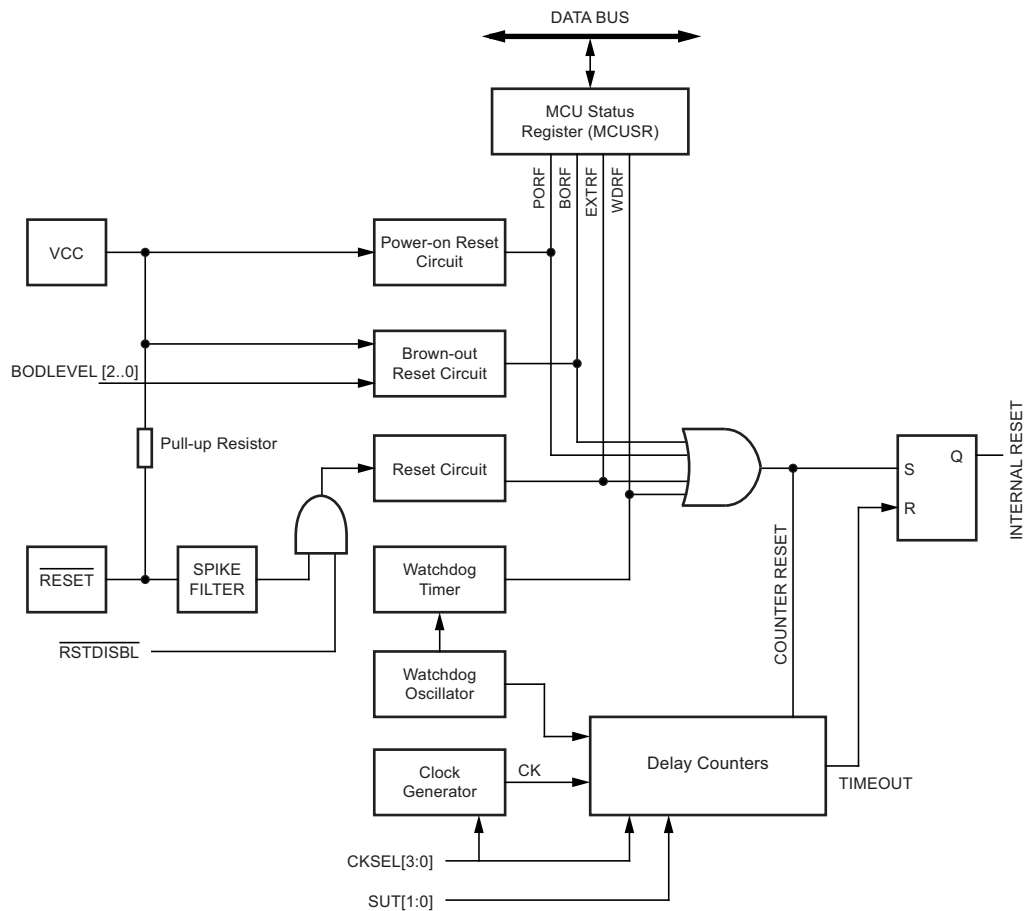 DATA BUS
MCU Status
Register (MCUSR)
PORF
BORF
EXTRF
WDRF
VCC
Power-on Reset
Circuit
Brown-out
Reset Circuit
BODLEVEL [2..0]
Pull-up Resistor
Reset Circuit
S
R
Q
INTERNAL RESET
RESET
SPIKE
FILTER
Watchdog
Timer
COUNTER RESET
RSTDISBL
Watchdog
Oscillator
Clock
Generator
CK
Delay Counters
TIMEOUT
CKSEL[3:0]
SUT[1:0]